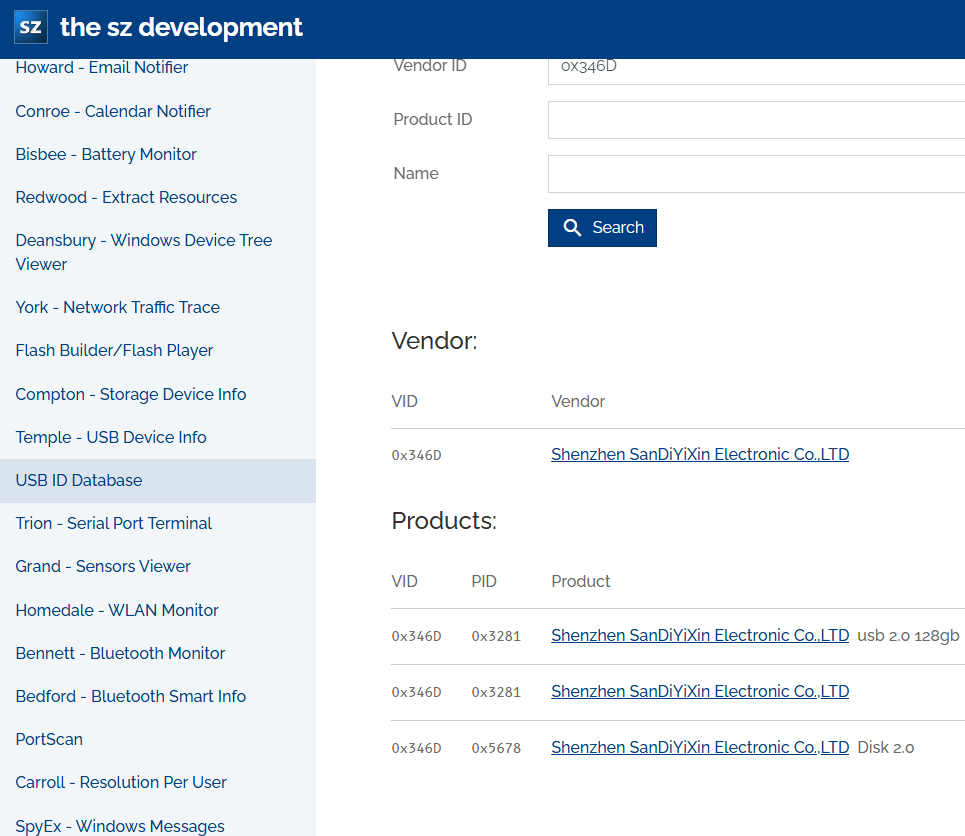 sz the sz development
Howard - Email Notifier
Conroe - Calendar Notifier
Bisbee - Battery Monitor
Redwood - Extract Resources
Deansbury - Windows Device Tree
Viewer
York - Network Traffic Trace
Flash Builder/Flash Player
Compton - Storage Device Info
Temple - USB Device Info
USB ID Database
Trion - Serial Port Terminal
Grand - Sensors Viewer
Homedale - WLAN Monitor
Bennett - Bluetooth Monitor
Bedford - Bluetooth Smart Info
PortScan
Carroll - Resolution Per User
SpyEx - Windows Messages
Vendor ID 0x346D
Product ID
Name
Search
Vendor:
VID Vendor
0x346D Shenzhen SanDiYiXin Electronic Co.,LTD
Products:
VID PID Product
0x346D 0x3281 Shenzhen SanDiYiXin Electronic Co.,LTD usb 2.0 128gb
0x346D 0x3281 Shenzhen SanDiYiXin Electronic Co.,LTD
0x346D 0x5678 Shenzhen SanDiYiXin Electronic Co.,LTD Disk 2.0